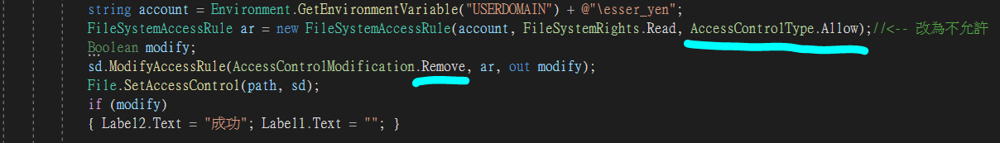 string account = Environment.GetEnvironmentVariable("USERDOMAIN") + @"\esser_yen";
FileSystemAccessRule ar = new FileSystemAccessRule(account, FileSystemRights.Read, AccessControlType.Allow);//<-- 改為不允許
Boolean modify;
sd.ModifyAccessRule(AccessControlModification.Remove, ar, out modify);
File.SetAccessControl(path, sd);
if (modify)
{ Label2.Text = "成功"; Label1.Text = ""; }